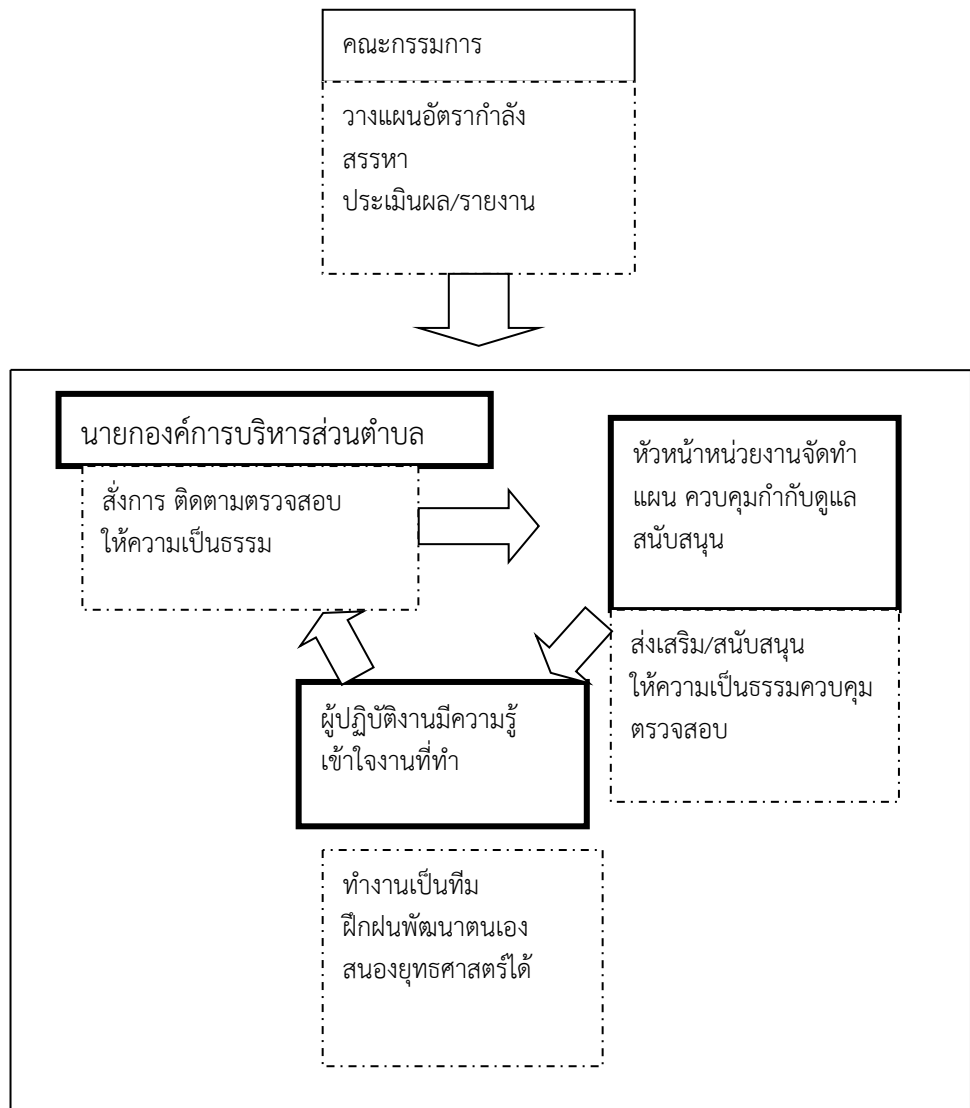 คณะกรรมการ
วางแผนอัตรากำลัง
สรรหา
ประเมินผล/รายงาน
นายกองค์การบริหารส่วนตำบล
สั่งการ ติดตามตรวจสอบ
ให้ความเป็นธรรม
หัวหน้าหน่วยงานจัดทำ
แผน ควบคุมกำกับดูแล
สนับสนุน
ส่งเสริม/สนับสนุน
ให้ความเป็นธรรมควบคุม
ตรวจสอบ
ผู้ปฏิบัติงานมีความรู้
เข้าใจงานที่ทำ
ทำงานเป็นทีม
ฝึกฝนพัฒนาตนเอง
สนองยุทธศาสตร์ได้